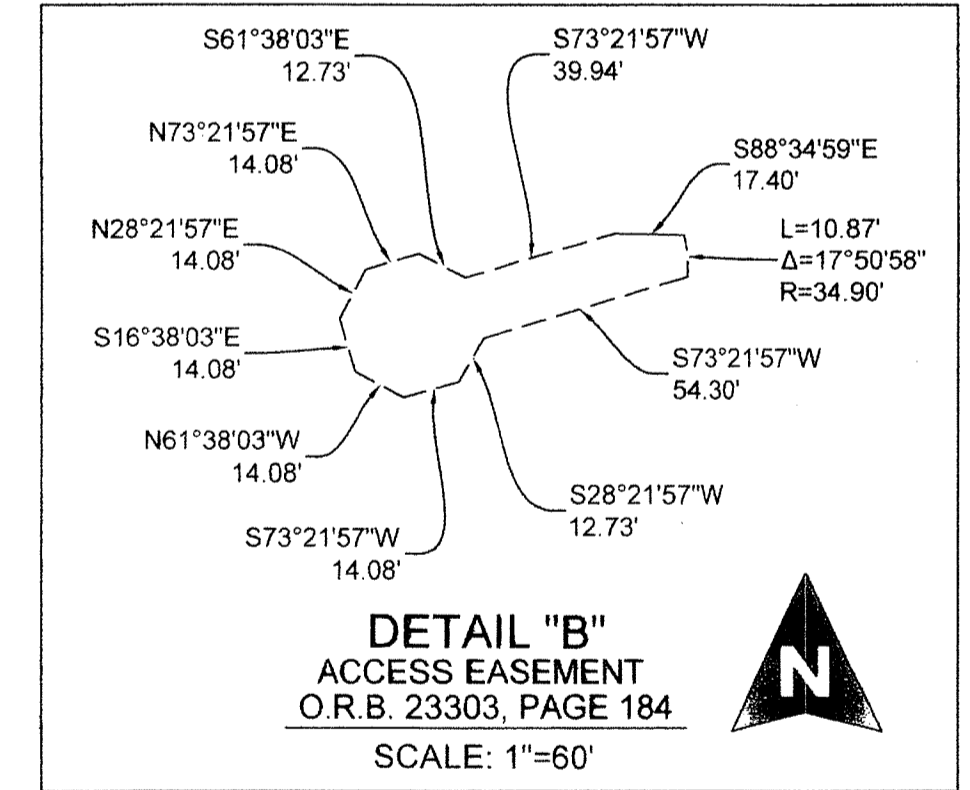 S61°38'03"E
12.73'
S73°21'57"W
39.94'
N73°21'57"E
14.08'
S88°34'59"E
17.40'
N28°21'57"E
14.08'
L=10.87'
Δ=17°50'58"
R=34.90'
S16°38'03"E
14.08'
S73°21'57"W
54.30'
N61°38'03"W
14.08'
S28°21'57"W
12.73'
S73°21'57"W
14.08'
DETAIL "B"
ACCESS EASEMENT
O.R.B. 23303, PAGE 184
SCALE: 1"=60'
N